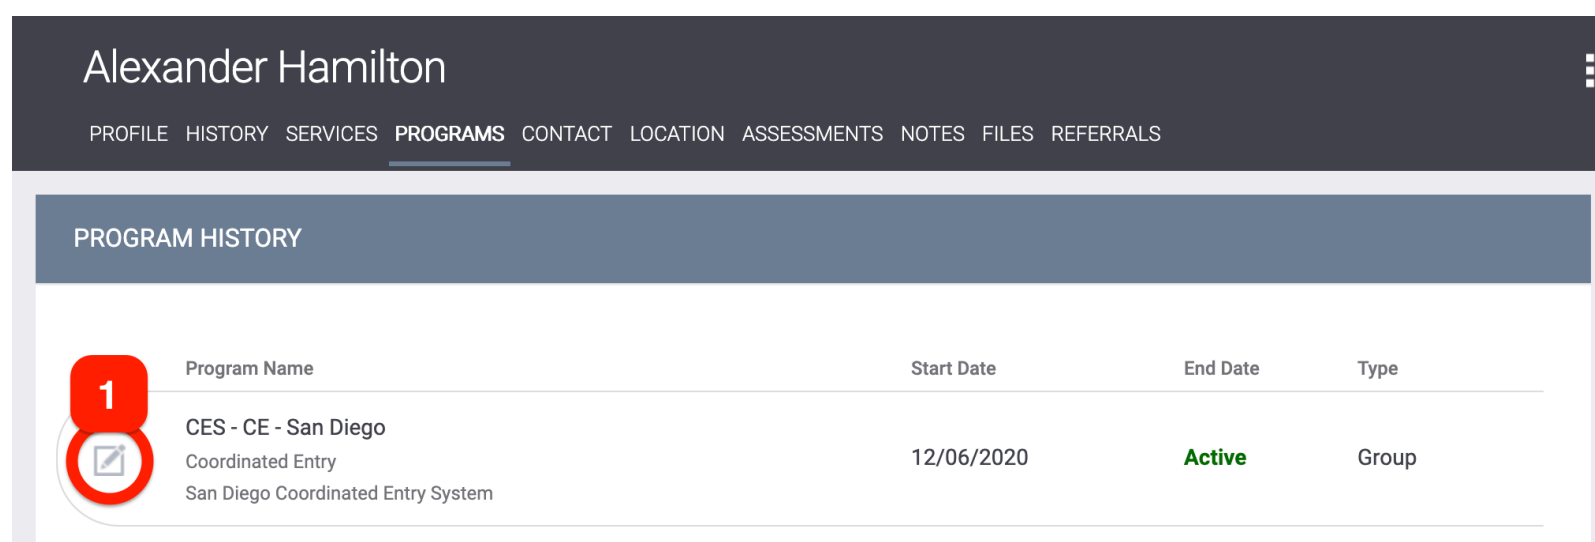 Alexander Hamilton
PROFILE HISTORY SERVICES PROGRAMS CONTACT LOCATION ASSESSMENTS NOTES FILES REFERRALS
PROGRAM HISTORY
Program Name Start Date End Date Type
1
CES - CE - San Diego
Coordinated Entry
San Diego Coordinated Entry System
12/06/2020 Active Group